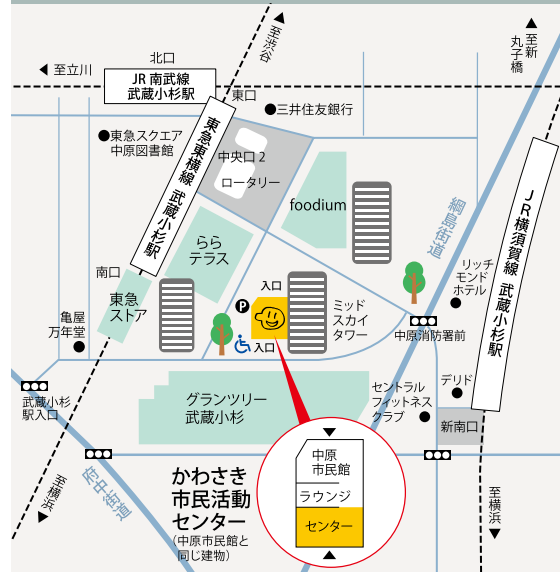 至渋谷
至新
丸子橋
北口
至立川
JR 南武線
武蔵小杉駅
東口
三井住友銀行
東急スクエア
中原図書館
東急東横線 武蔵小杉駅
中央口2
ロータリー
foodium
綱島街道
JR横須賀線 武蔵小杉駅
らら
テラス
リッチ
モンド
ホテル
南口
東急
ストア
入口
P
ミッド
スカイ
タワー
亀屋
万年堂
入口
中原消防署前
武蔵小杉
駅入口
グランツリー
武蔵小杉
セントラル
フィットネス
クラブ
デリド
新南口
中原
市民館
ラウンジ
センター
かわさき
市民活動
センター
(中原市民館と
同じ建物)
至横浜
府中街道
至横浜